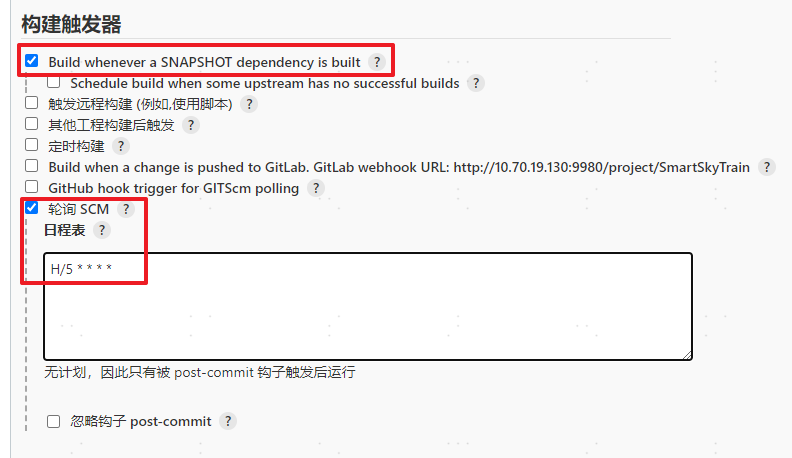 构建触发器
Build whenever a SNAPSHOT dependency is built ?
Schedule build when some upstream has no successful builds ?
触发远程构建 (例如,使用脚本) ?
其他工程构建后触发 ?
定时构建 ?
Build when a change is pushed to GitLab. GitLab webhook URL: http://10.70.19.130:9980/project/SmartSkyTrain ?
GitHub hook trigger for GITScm polling ?
轮询 SCM ?
日程表 ?
H/5 * * * *
无计划，因此只有被 post-commit 钩子触发后运行
忽略钩子 post-commit ?